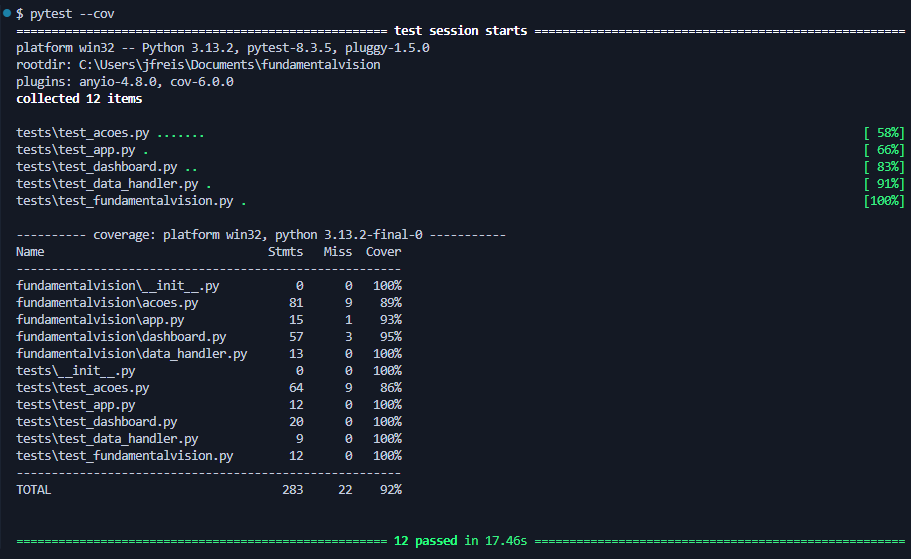 $ pytest --cov
================================================== test session starts ==================================================
platform win32 -- Python 3.13.2, pytest-8.3.5, pluggy-1.5.0
rootdir: C:\Users\jfreis\Documents\fundamentalvision
plugins: anyio-4.8.0, cov-6.0.0
collected 12 items
tests\test_acoes.py ....... [ 58%]
tests\test_app.py . [ 66%]
tests\test_dashboard.py .. [ 83%]
tests\test_data_handler.py . [ 91%]
tests\test_fundamentalvision.py . [100%]
---------- coverage: platform win32, python 3.13.2-final-0 -----------
Name Stmts Miss Cover
-------------------------------------------------------
fundamentalvision\__init__.py 0 0 100%
fundamentalvision\acoes.py 81 9 89%
fundamentalvision\app.py 15 1 93%
fundamentalvision\dashboard.py 57 3 95%
fundamentalvision\data_handler.py 13 0 100%
tests\__init__.py 0 0 100%
tests\test_acoes.py 64 9 86%
tests\test_app.py 12 0 100%
tests\test_dashboard.py 20 0 100%
tests\test_data_handler.py 9 0 100%
tests\test_fundamentalvision.py 12 0 100%
-------------------------------------------------------
TOTAL 283 22 92%
================================================== 12 passed in 17.46s ==================================================